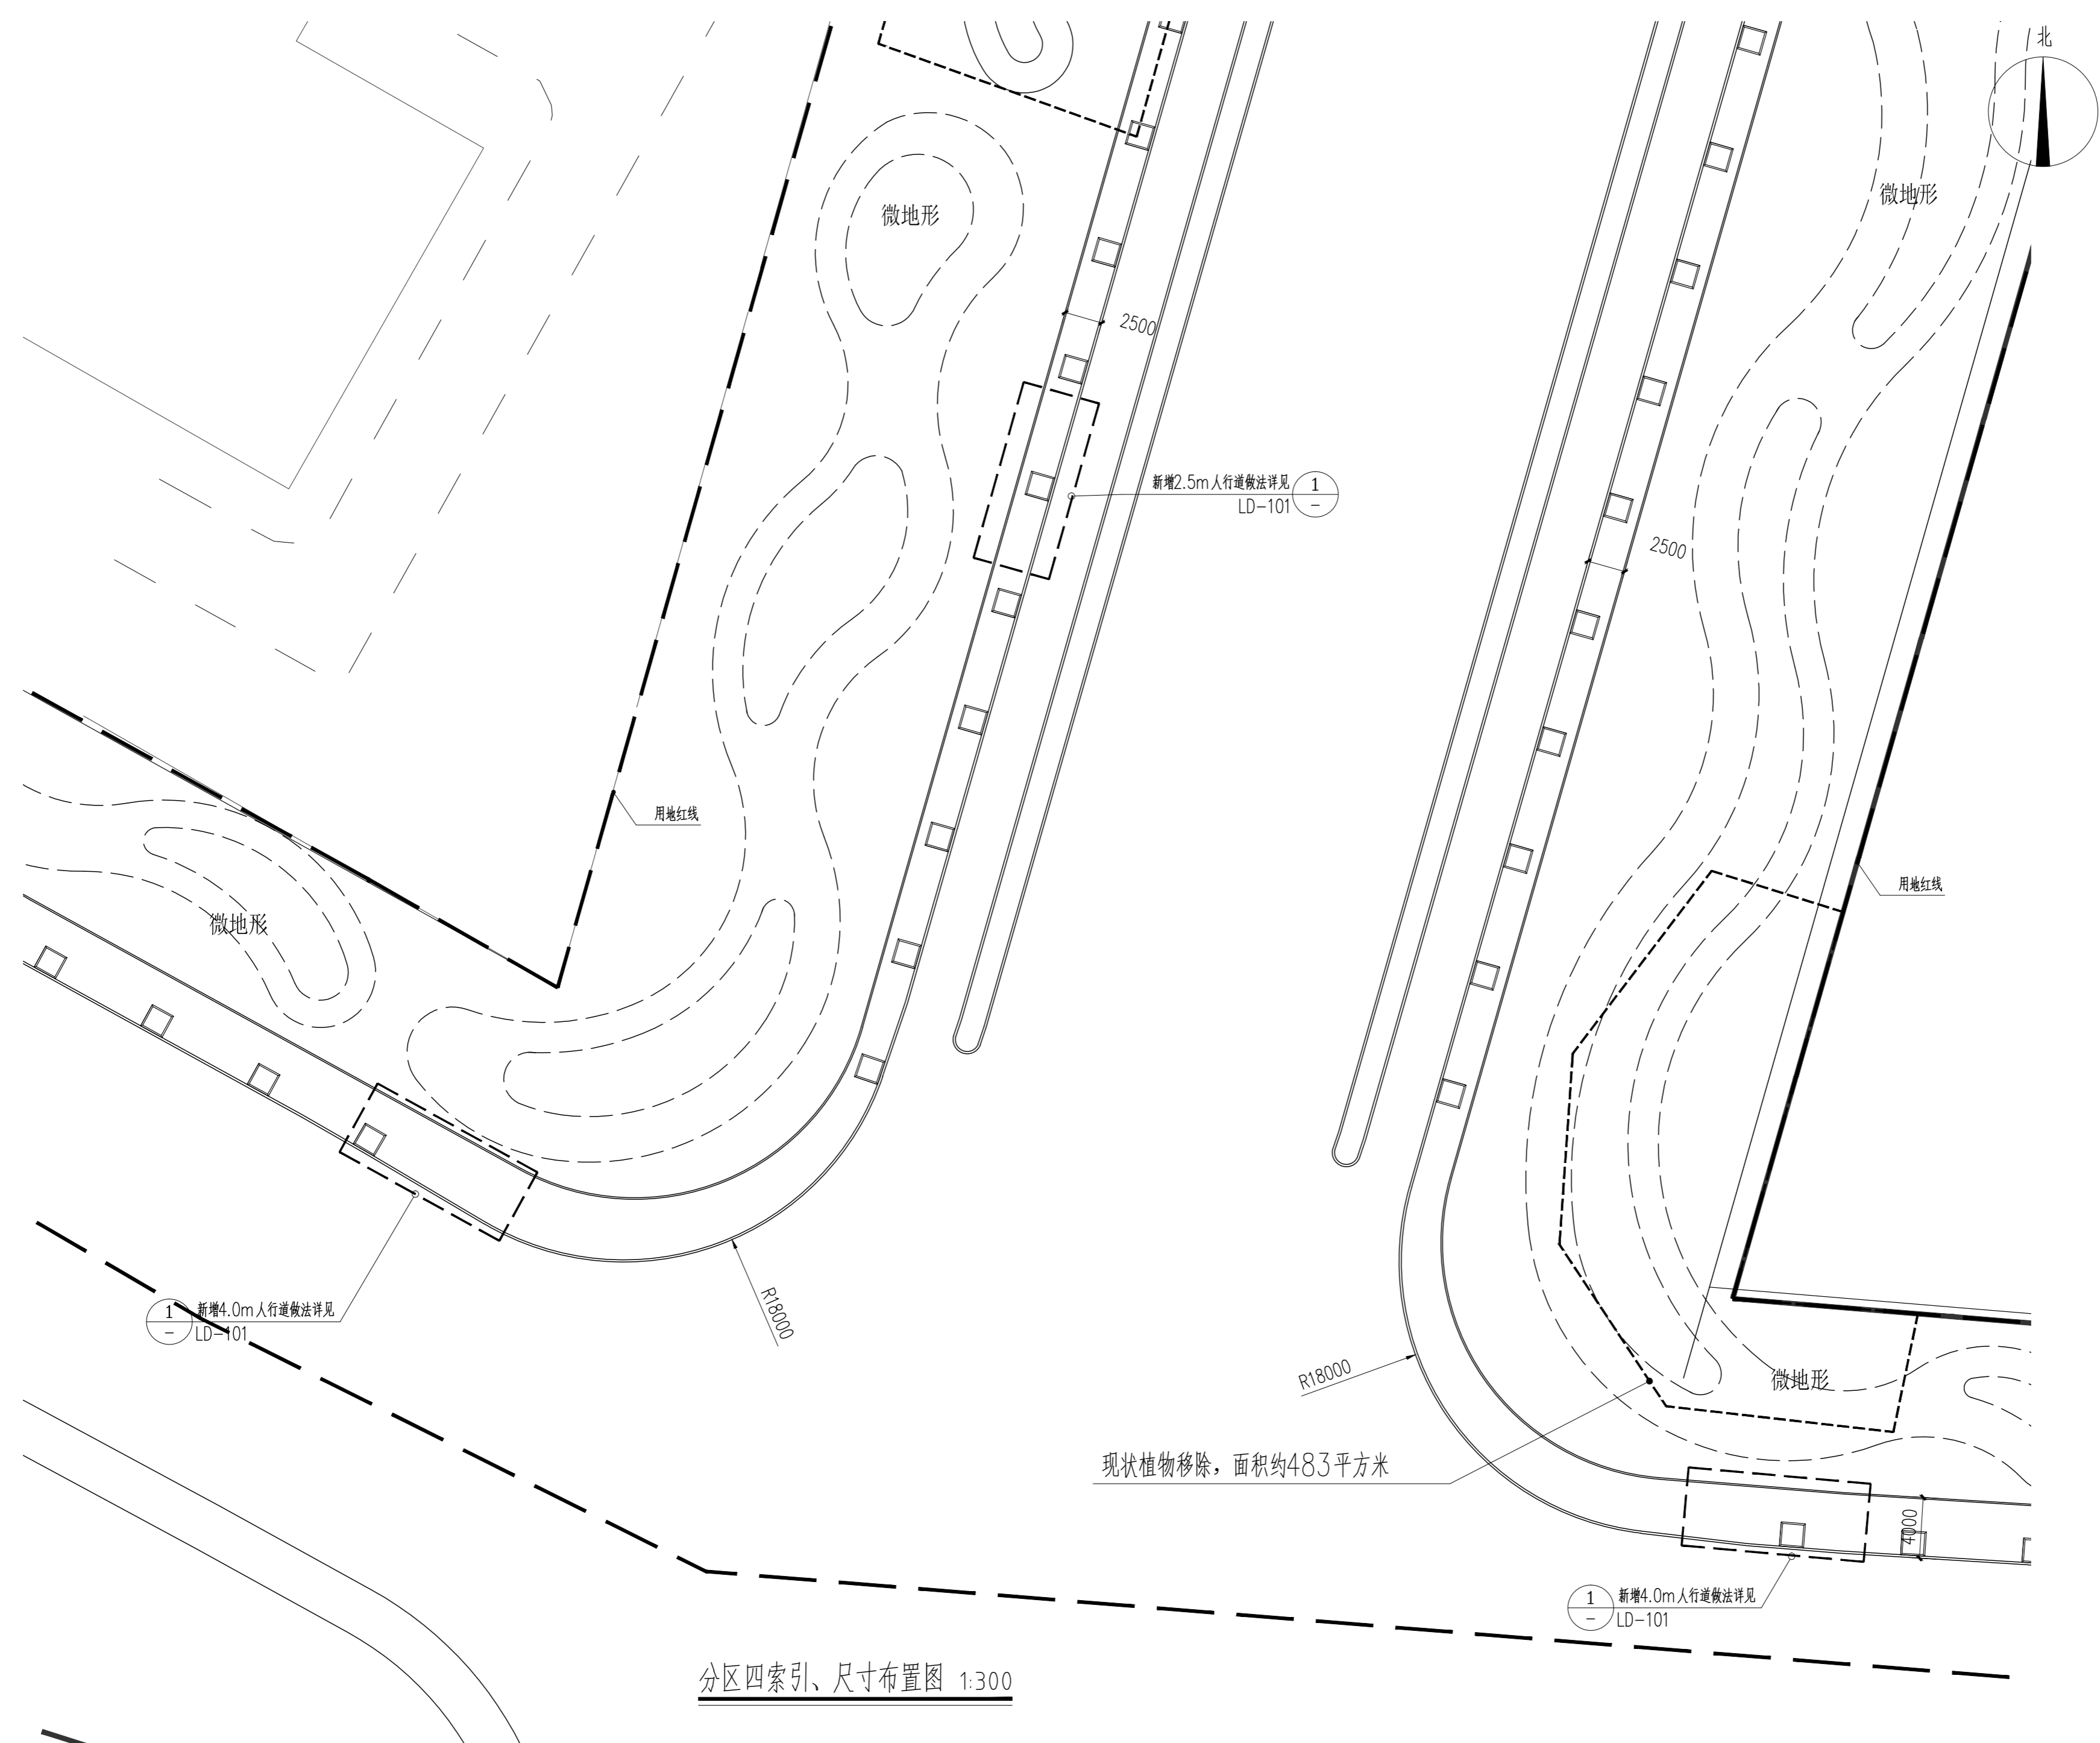 北
微地形
微地形
2500
新增2.5m人行道做法详见
1
LD-101
–
2500
用地红线
用地红线
微地形
新增4.0m人行道做法详见
1
LD-101
–
R18000
R18000
微地形
现状植物移除，面积约483平方米
4000
新增4.0m人行道做法详见
1
LD-101
–
分区四索引、尺寸布置图 1:300